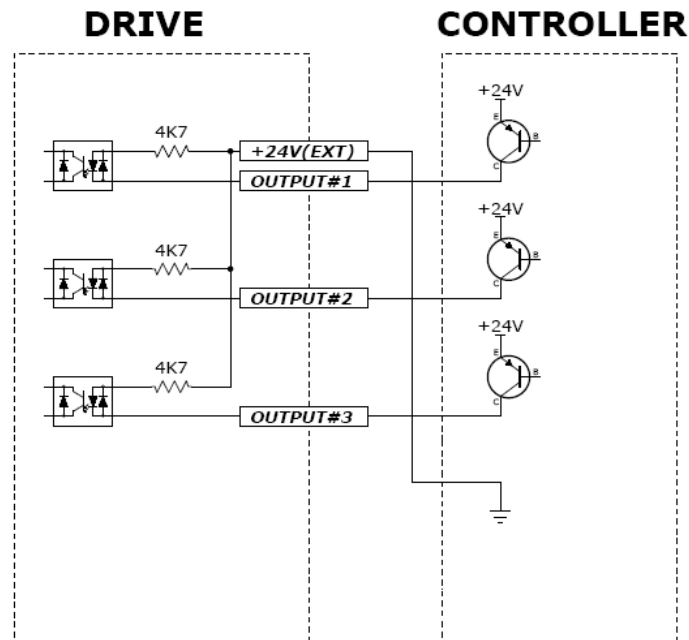 DRIVE
CONTROLLER
+24V
E
B
C
4K7
+24V(EXT)
OUTPUT#1
+24V
E
B
C
4K7
OUTPUT#2
+24V
E
B
C
4K7
OUTPUT#3